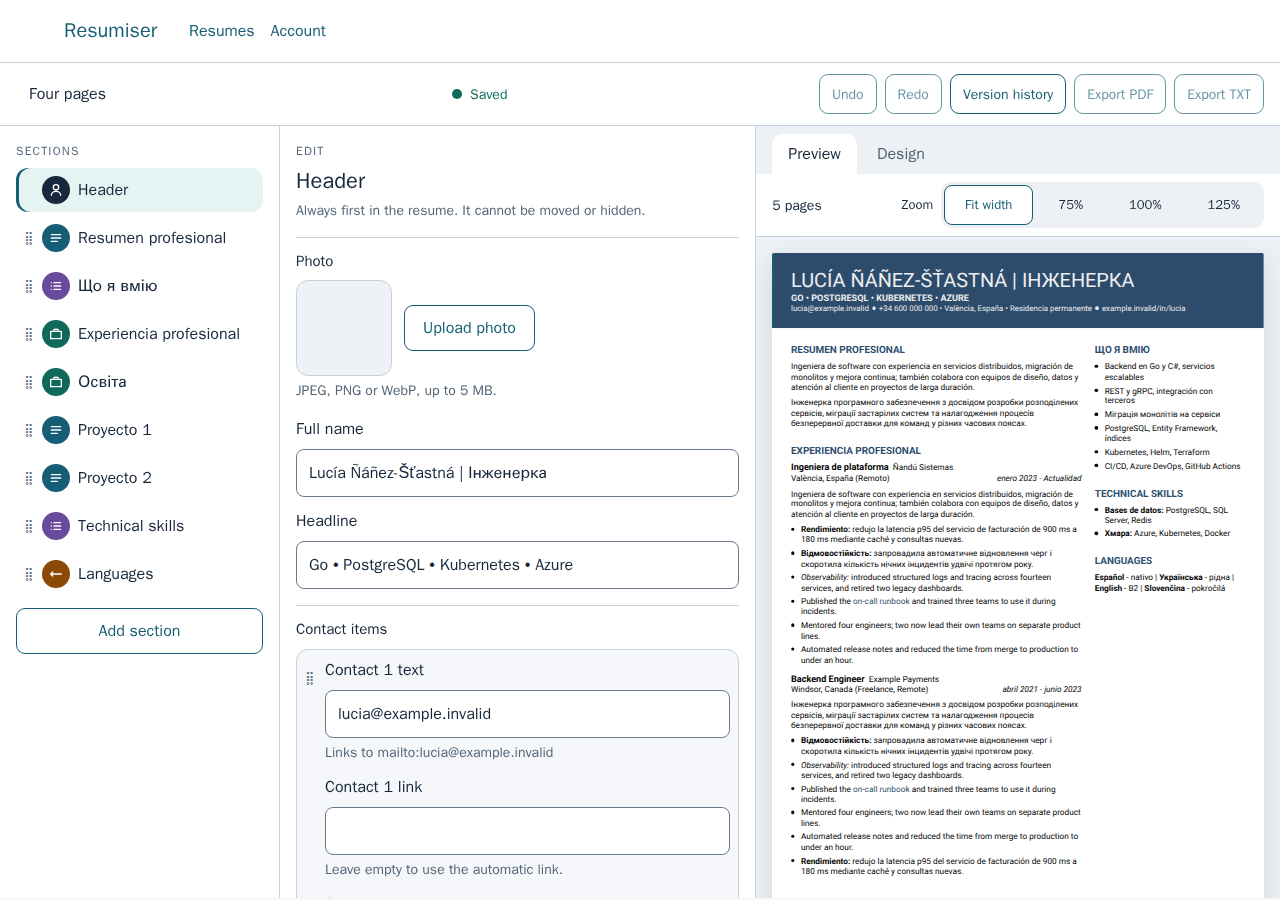 Resumiser
Resumes
Account
Four pages
Saved
Undo
Redo
Version history
Export PDF
Export TXT
SECTIONS
Header
Resumen profesional
Що я вмію
Experiencia profesional
Освіта
Proyecto 1
Proyecto 2
Technical skills
Languages
Add section
EDIT
Header
Always first in the resume. It cannot be moved or hidden.
Photo
Upload photo
JPEG, PNG or WebP, up to 5 MB.
Full name
Lucía Ñáñez-Šťastná | Інженерка
Headline
Go • PostgreSQL • Kubernetes • Azure
Contact items
Contact 1 text
lucia@example.invalid
Links to mailto:lucia@example.invalid
Contact 1 link
Leave empty to use the automatic link.
Preview
Design
5 pages
Zoom
Fit width
75%
100%
125%
LUCÍA ÑÁÑEZ-ŠŤASTNÁ | ІНЖЕНЕРКА
GO • POSTGRESQL • KUBERNETES • AZURE
lucia@example.invalid • +34 600 000 000 • València, España • Residencia permanente • example.invalid/in/lucia
RESUMEN PROFESIONAL
Ingeniera de software con experiencia en servicios distribuidos, migración de
monolitos y mejora continua; también colabora con equipos de diseño, datos y
atención al cliente en proyectos de larga duración.
Інженерка програмного забезпечення з досвідом розробки розподілених
сервісів, міграції застарілих систем та налагодження процесів
безперервної доставки для команд у різних часових поясах.
EXPERIENCIA PROFESIONAL
Ingeniera de plataforma Ñandú Sistemas
València, España (Remoto) enero 2023 - Actualidad
Ingeniera de software con experiencia en servicios distribuidos, migración de
monolitos y mejora continua; también colabora con equipos de diseño, datos y
atención al cliente en proyectos de larga duración.
• Rendimiento: redujo la latencia p95 del servicio de facturación de 900 ms a
180 ms mediante caché y consultas nuevas.
• Відмовостійкість: запровадила автоматичне відновлення черг і
скоротила кількість нічних інцидентів удвічі протягом року.
• Observability: introduced structured logs and tracing across fourteen
services, and retired two legacy dashboards.
• Published the on-call runbook and trained three teams to use it during
incidents.
• Mentored four engineers; two now lead their own teams on separate product
lines.
• Automated release notes and reduced the time from merge to production to
under an hour.
Backend Engineer Example Payments
Windsor, Canada (Freelance, Remote) abril 2021 - junio 2023
Інженерка програмного забезпечення з досвідом розробки розподілених
сервісів, міграції застарілих систем та налагодження процесів
безперервної доставки для команд у різних часових поясах.
• Відмовостійкість: запровадила автоматичне відновлення черг і
скоротила кількість нічних інцидентів удвічі протягом року.
• Observability: introduced structured logs and tracing across fourteen
services, and retired two legacy dashboards.
• Published the on-call runbook and trained three teams to use it during
incidents.
• Mentored four engineers; two now lead their own teams on separate product
lines.
• Automated release notes and reduced the time from merge to production to
under an hour.
• Rendimiento: redujo la latencia p95 del servicio de facturación de 900 ms a
180 ms mediante caché y consultas nuevas.
ЩО Я ВМІЮ
• Backend en Go y C#, servicios
escalables
• REST y gRPC, integración con
terceros
• Міграція монолітів на сервіси
• PostgreSQL, Entity Framework,
índices
• Kubernetes, Helm, Terraform
• CI/CD, Azure DevOps, GitHub Actions
TECHNICAL SKILLS
• Bases de datos: PostgreSQL, SQL
Server, Redis
• Хмара: Azure, Kubernetes, Docker
LANGUAGES
Español - nativo | Українська - рідна |
English - B2 | Slovenčina - pokročilá